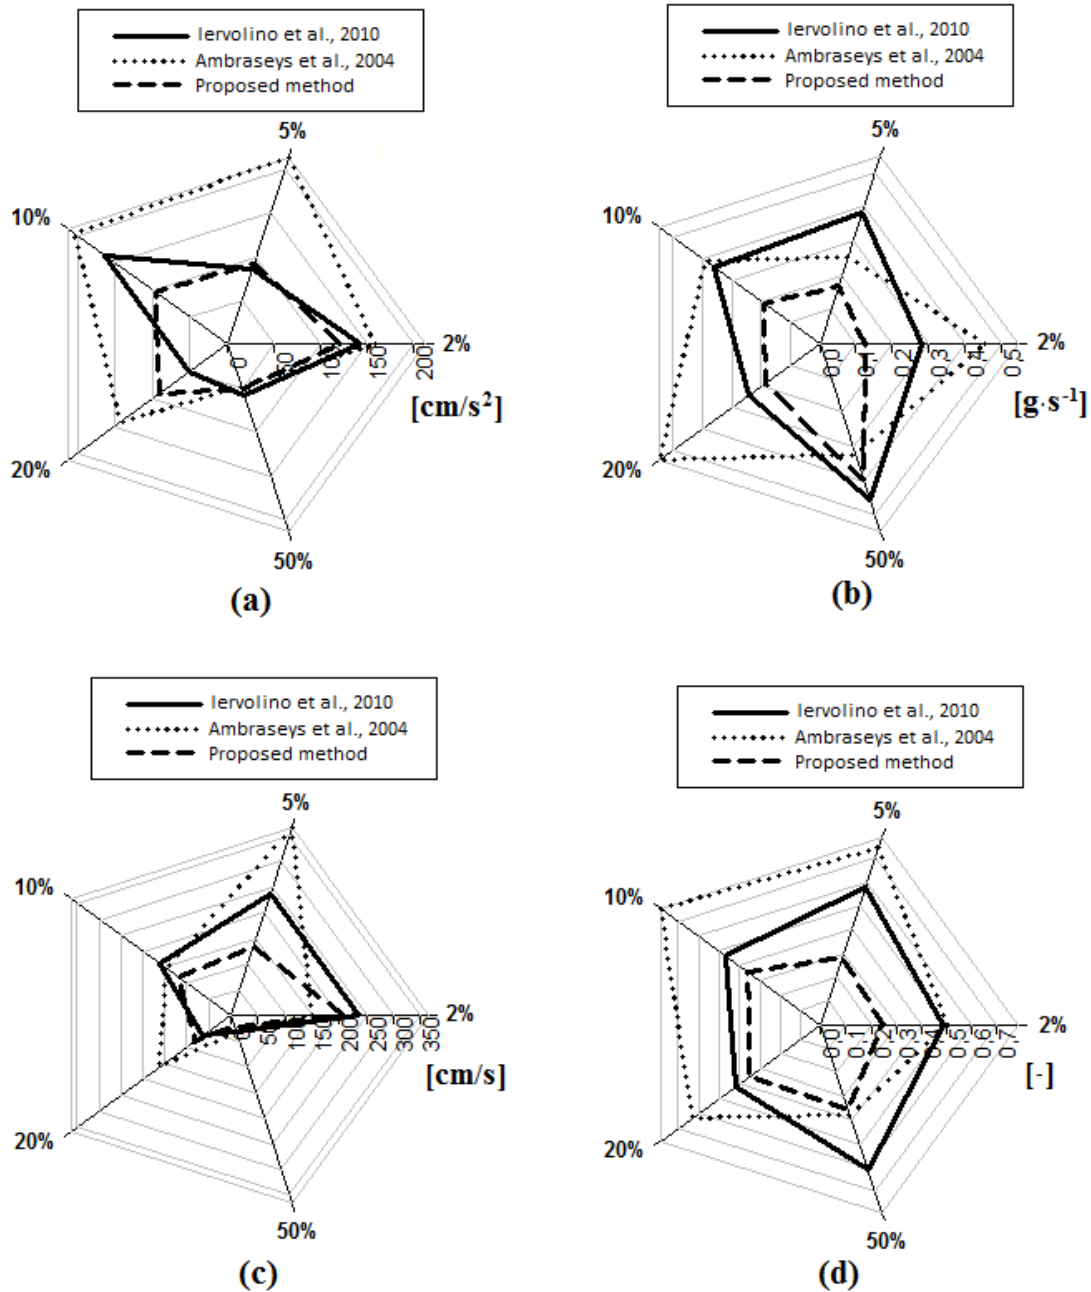 Iervolino et al., 2010
Ambraseys et al., 2004
Proposed method
5%
10%
2%
20%
50%
0
50
100
150
200
[cm/s²]
(a)
Iervolino et al., 2010
Ambraseys et al., 2004
Proposed method
5%
10%
2%
20%
50%
0,0
0,1
0,2
0,3
0,4
0,5
[g·s⁻¹]
(b)
Iervolino et al., 2010
Ambraseys et al., 2004
Proposed method
5%
10%
2%
20%
50%
0
50
100
150
200
250
300
350
[cm/s]
(c)
Iervolino et al., 2010
Ambraseys et al., 2004
Proposed method
5%
10%
2%
20%
50%
0,0
0,1
0,2
0,3
0,4
0,5
0,6
0,7
[-]
(d)